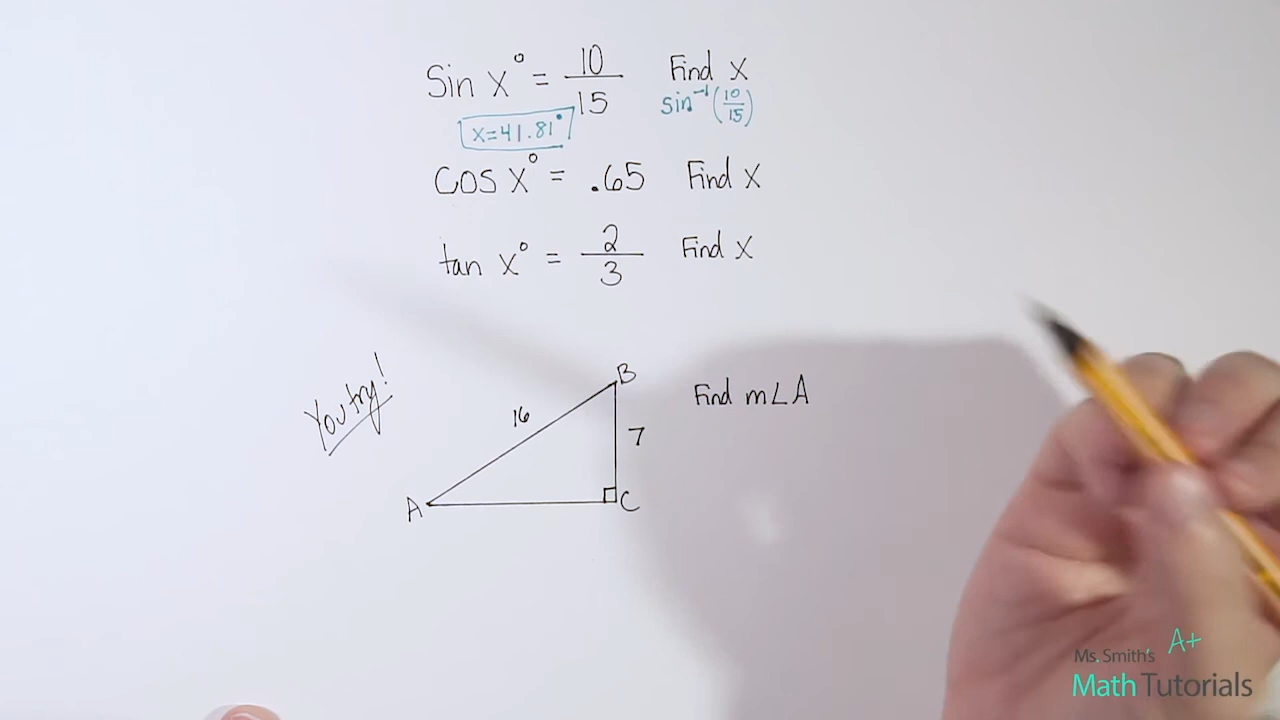 Sin x° = 10/15 Find x
x=41.81° sin⁻¹(10/15)
cos x° = .65 Find x
tan x° = 2/3 Find x
You try!
B
16
7
Find m∠A
A
C
A+
Ms. Smith's
Math Tutorials